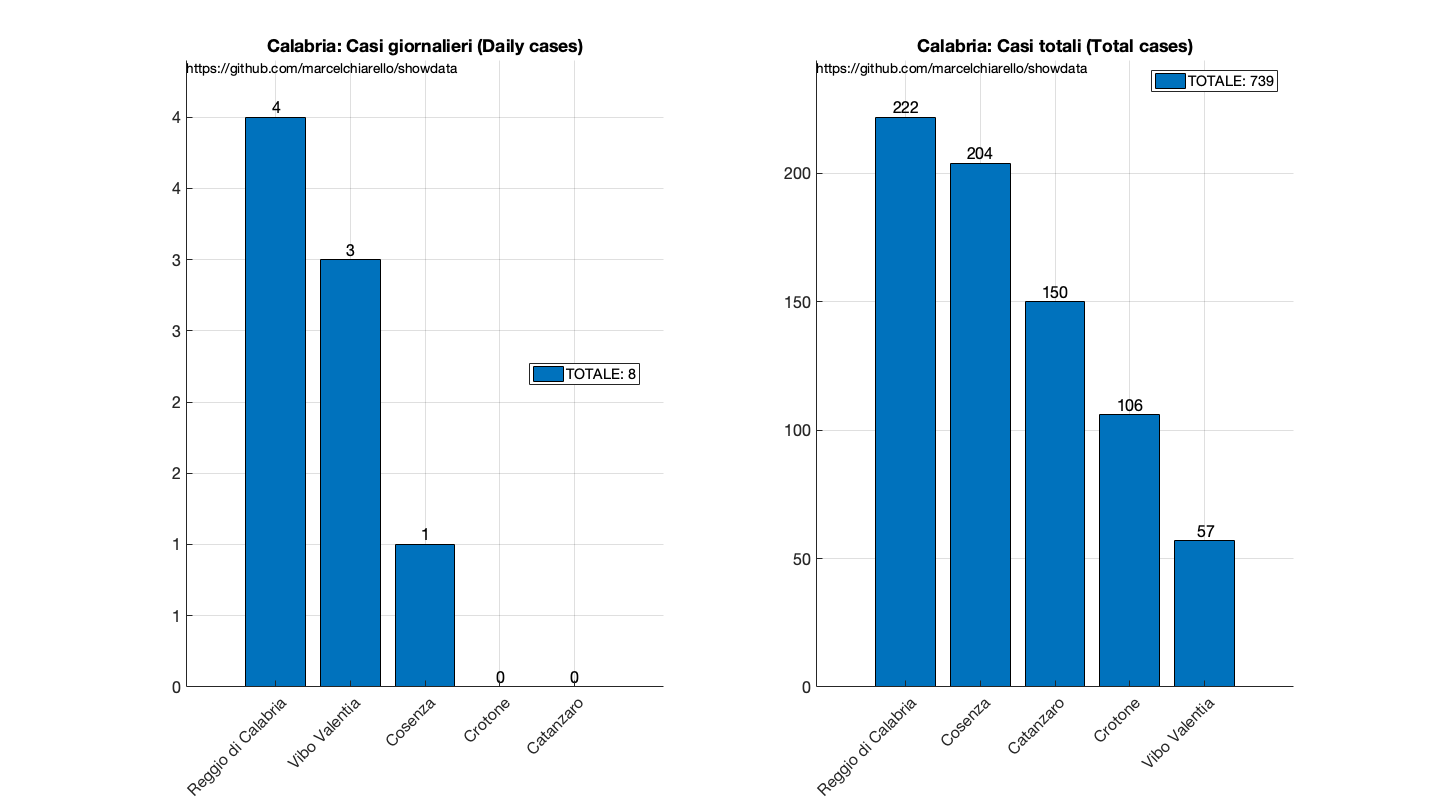 Calabria: Casi giornalieri (Daily cases)
https://github.com/marcelchiarello/showdata
4
4
3
3
2
2
1
1
0
4
3
1
0
0
TOTALE: 8
Reggio di Calabria
Vibo Valentia
Cosenza
Crotone
Catanzaro
Calabria: Casi totali (Total cases)
https://github.com/marcelchiarello/showdata
TOTALE: 739
200
150
100
50
0
222
204
150
106
57
Reggio di Calabria
Cosenza
Catanzaro
Crotone
Vibo Valentia